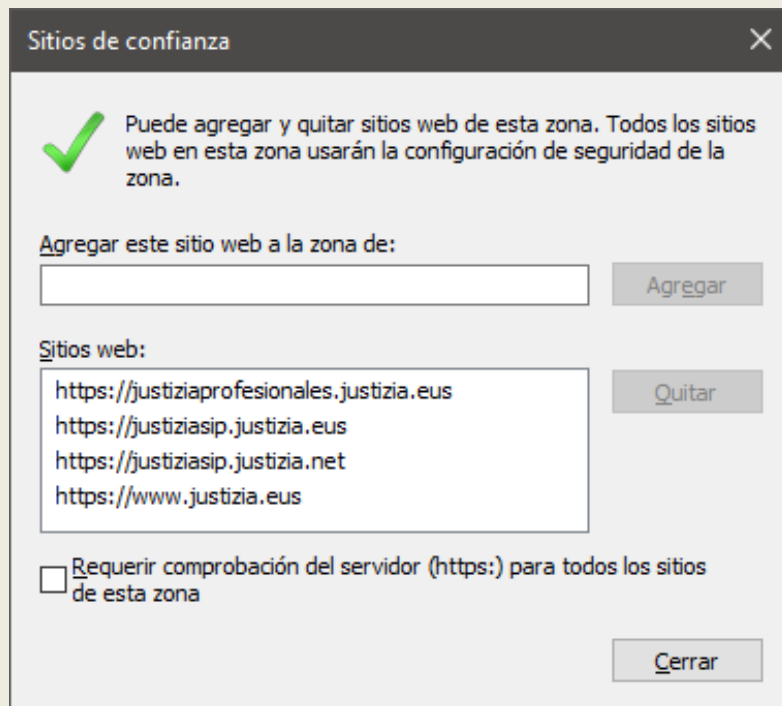 Sitios de confianza
Puede agregar y quitar sitios web de esta zona. Todos los sitios
web en esta zona usarán la configuración de seguridad de la
zona.
Agregar este sitio web a la zona de:
Agregar
Sitios web:
https://justiziaprofesionales.justizia.eus
https://justiziasip.justizia.eus
https://justiziasip.justizia.net
https://www.justizia.eus
Quitar
Requerir comprobación del servidor (https:) para todos los sitios
de esta zona
Cerrar